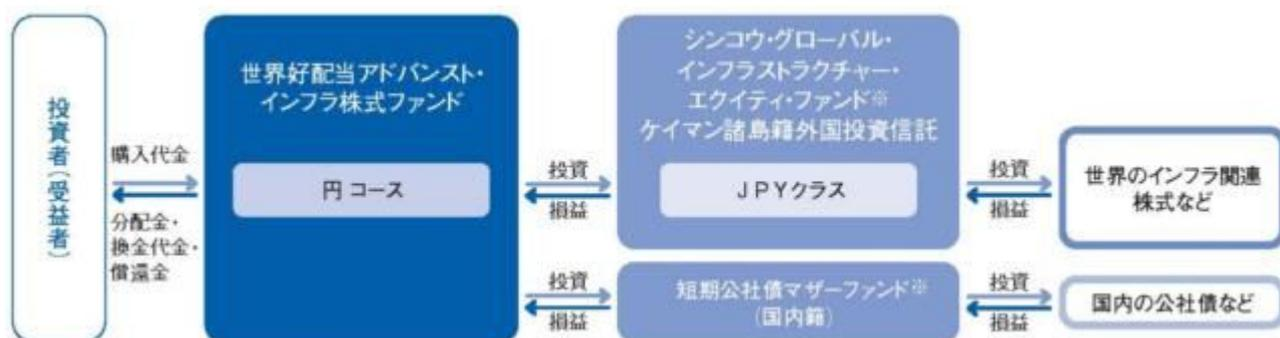 投資者(受益者)
購入代金
分配金・
換金代金・
償還金
世界好配当アドバンスト・
インフラ株式ファンド
円 コース
投資
損益
シンコウ・グローバル・
インフラストラクチャー・
エクイティ・ファンド※
ケイマン諸島籍外国投資信託
JPYクラス
投資
損益
世界のインフラ関連
株式など
投資
損益
短期公社債マザーファンド※
(国内籍)
投資
損益
国内の公社債など